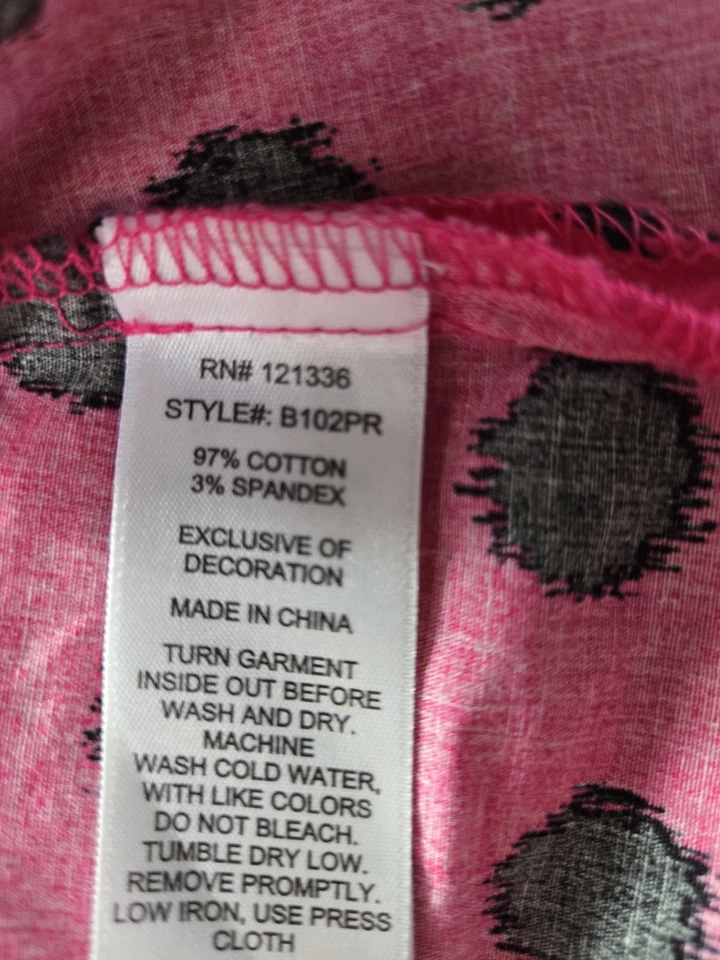 RN# 121336
STYLE#: B102PR
97% COTTON
3% SPANDEX
EXCLUSIVE OF
DECORATION
MADE IN CHINA
TURN GARMENT
INSIDE OUT BEFORE
WASH AND DRY.
MACHINE
WASH COLD WATER,
WITH LIKE COLORS
DO NOT BLEACH.
TUMBLE DRY LOW.
REMOVE PROMPTLY.
LOW IRON, USE PRESS
CLOTH